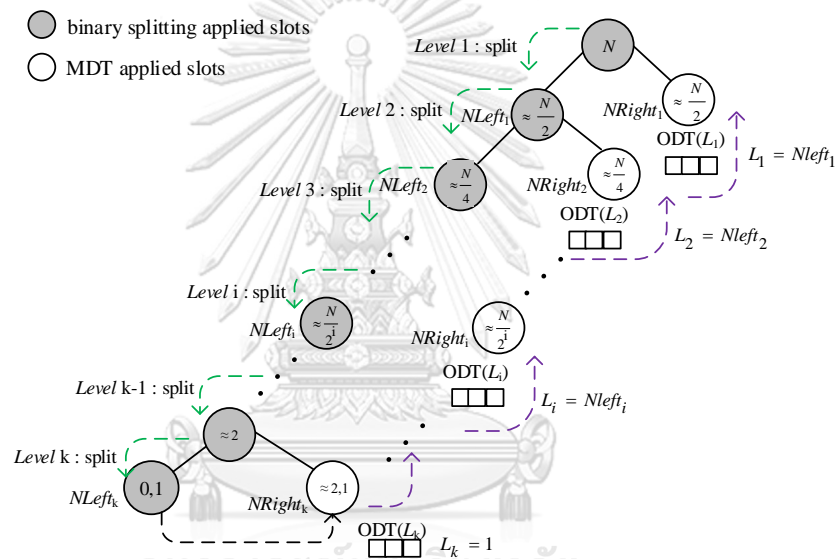 binary splitting applied slots
MDT applied slots
Level 1 : split
N
Level 2 : split
NLeft₁
≈ N/2
NRight₁
≈ N/2
ODT(L₁)
L₁ = Nleft₁
Level 3 : split
NLeft₂
≈ N/4
NRight₂
≈ N/4
ODT(L₂)
L₂ = Nleft₂
Level i : split
NLeftᵢ
≈ N/2ⁱ
NRightᵢ
≈ N/2ⁱ
ODT(Lᵢ)
Lᵢ = Nleftᵢ
Level k-1 : split
≈ 2
Level k : split
NLeftₖ
0,1
NRightₖ
≈ 2,1
ODT(Lₖ)
Lₖ = 1